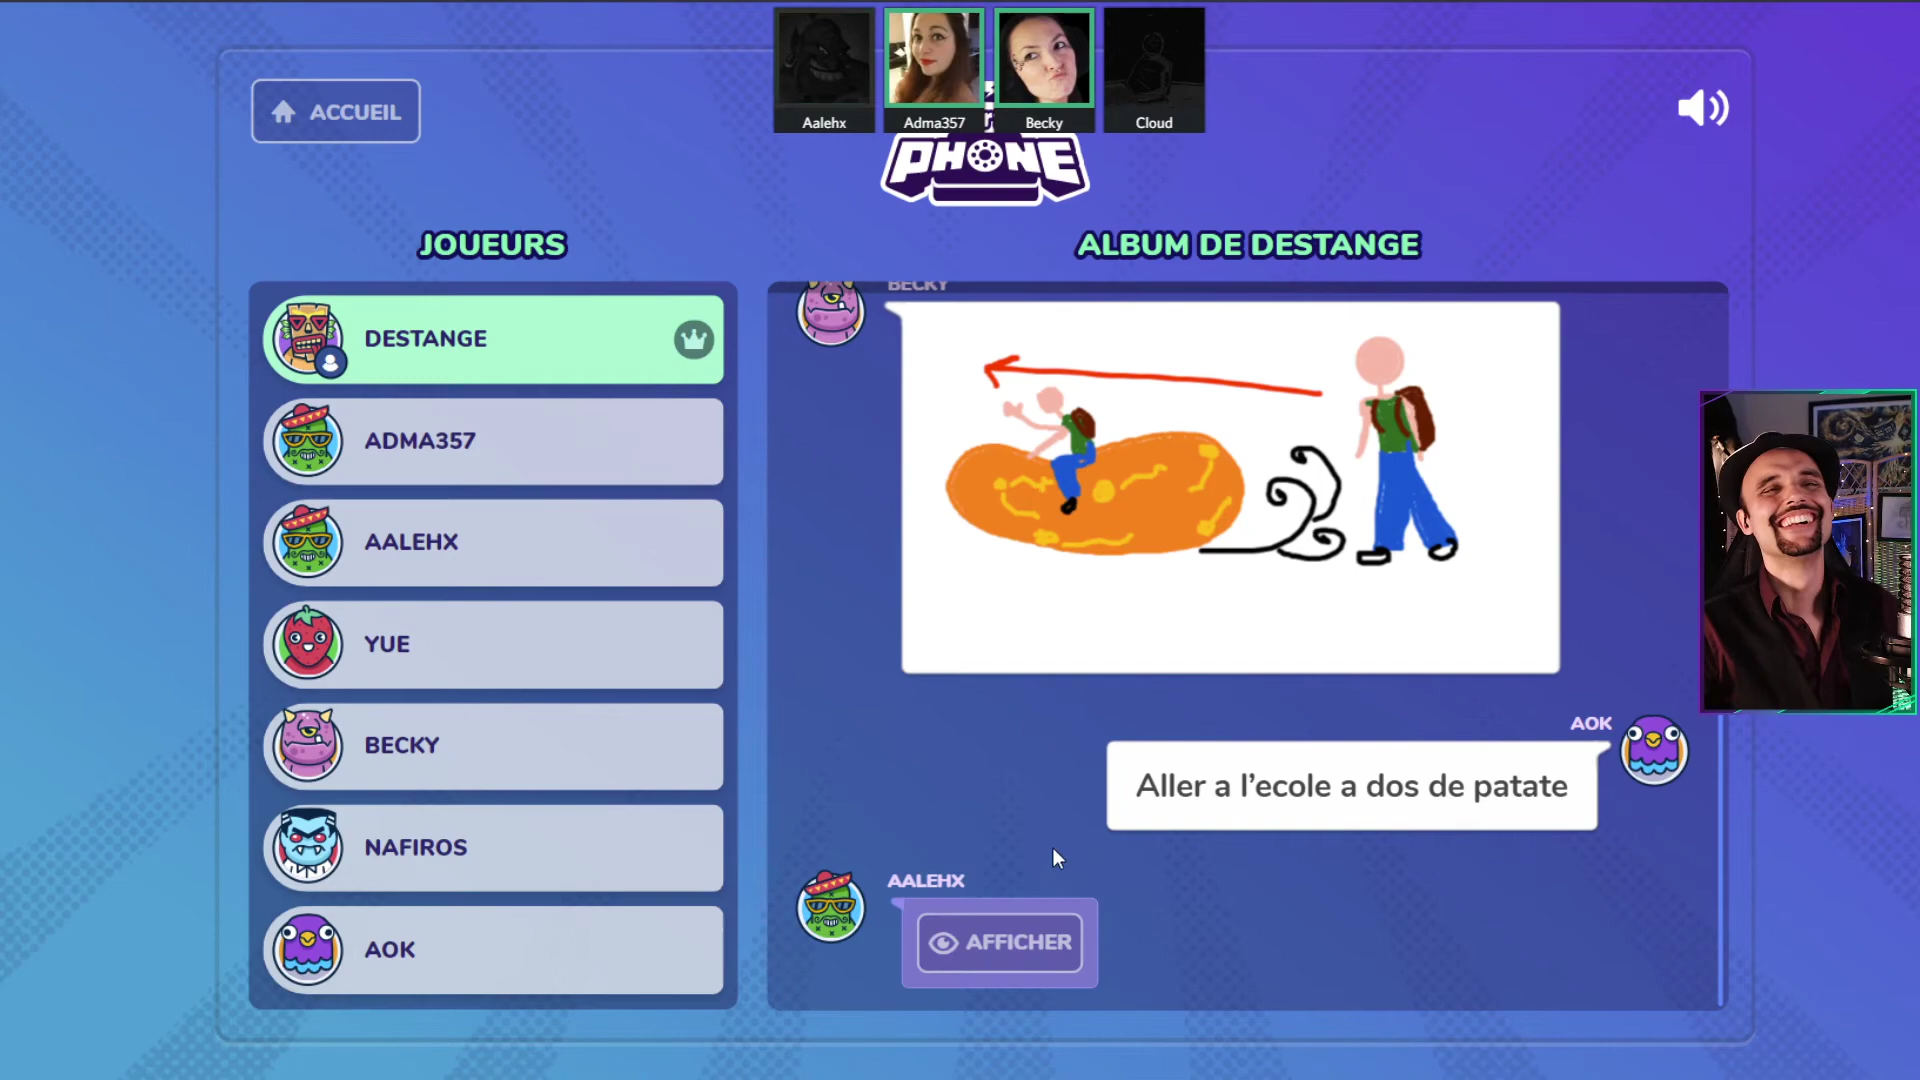 Aalehx
Adma357
Becky
Cloud
ACCUEIL
PHONE
JOUEURS
ALBUM DE DESTANGE
DESTANGE
ADMA357
AALEHX
YUE
BECKY
NAFIROS
AOK
BECKY
AOK
Aller a l'ecole a dos de patate
AALEHX
AFFICHER